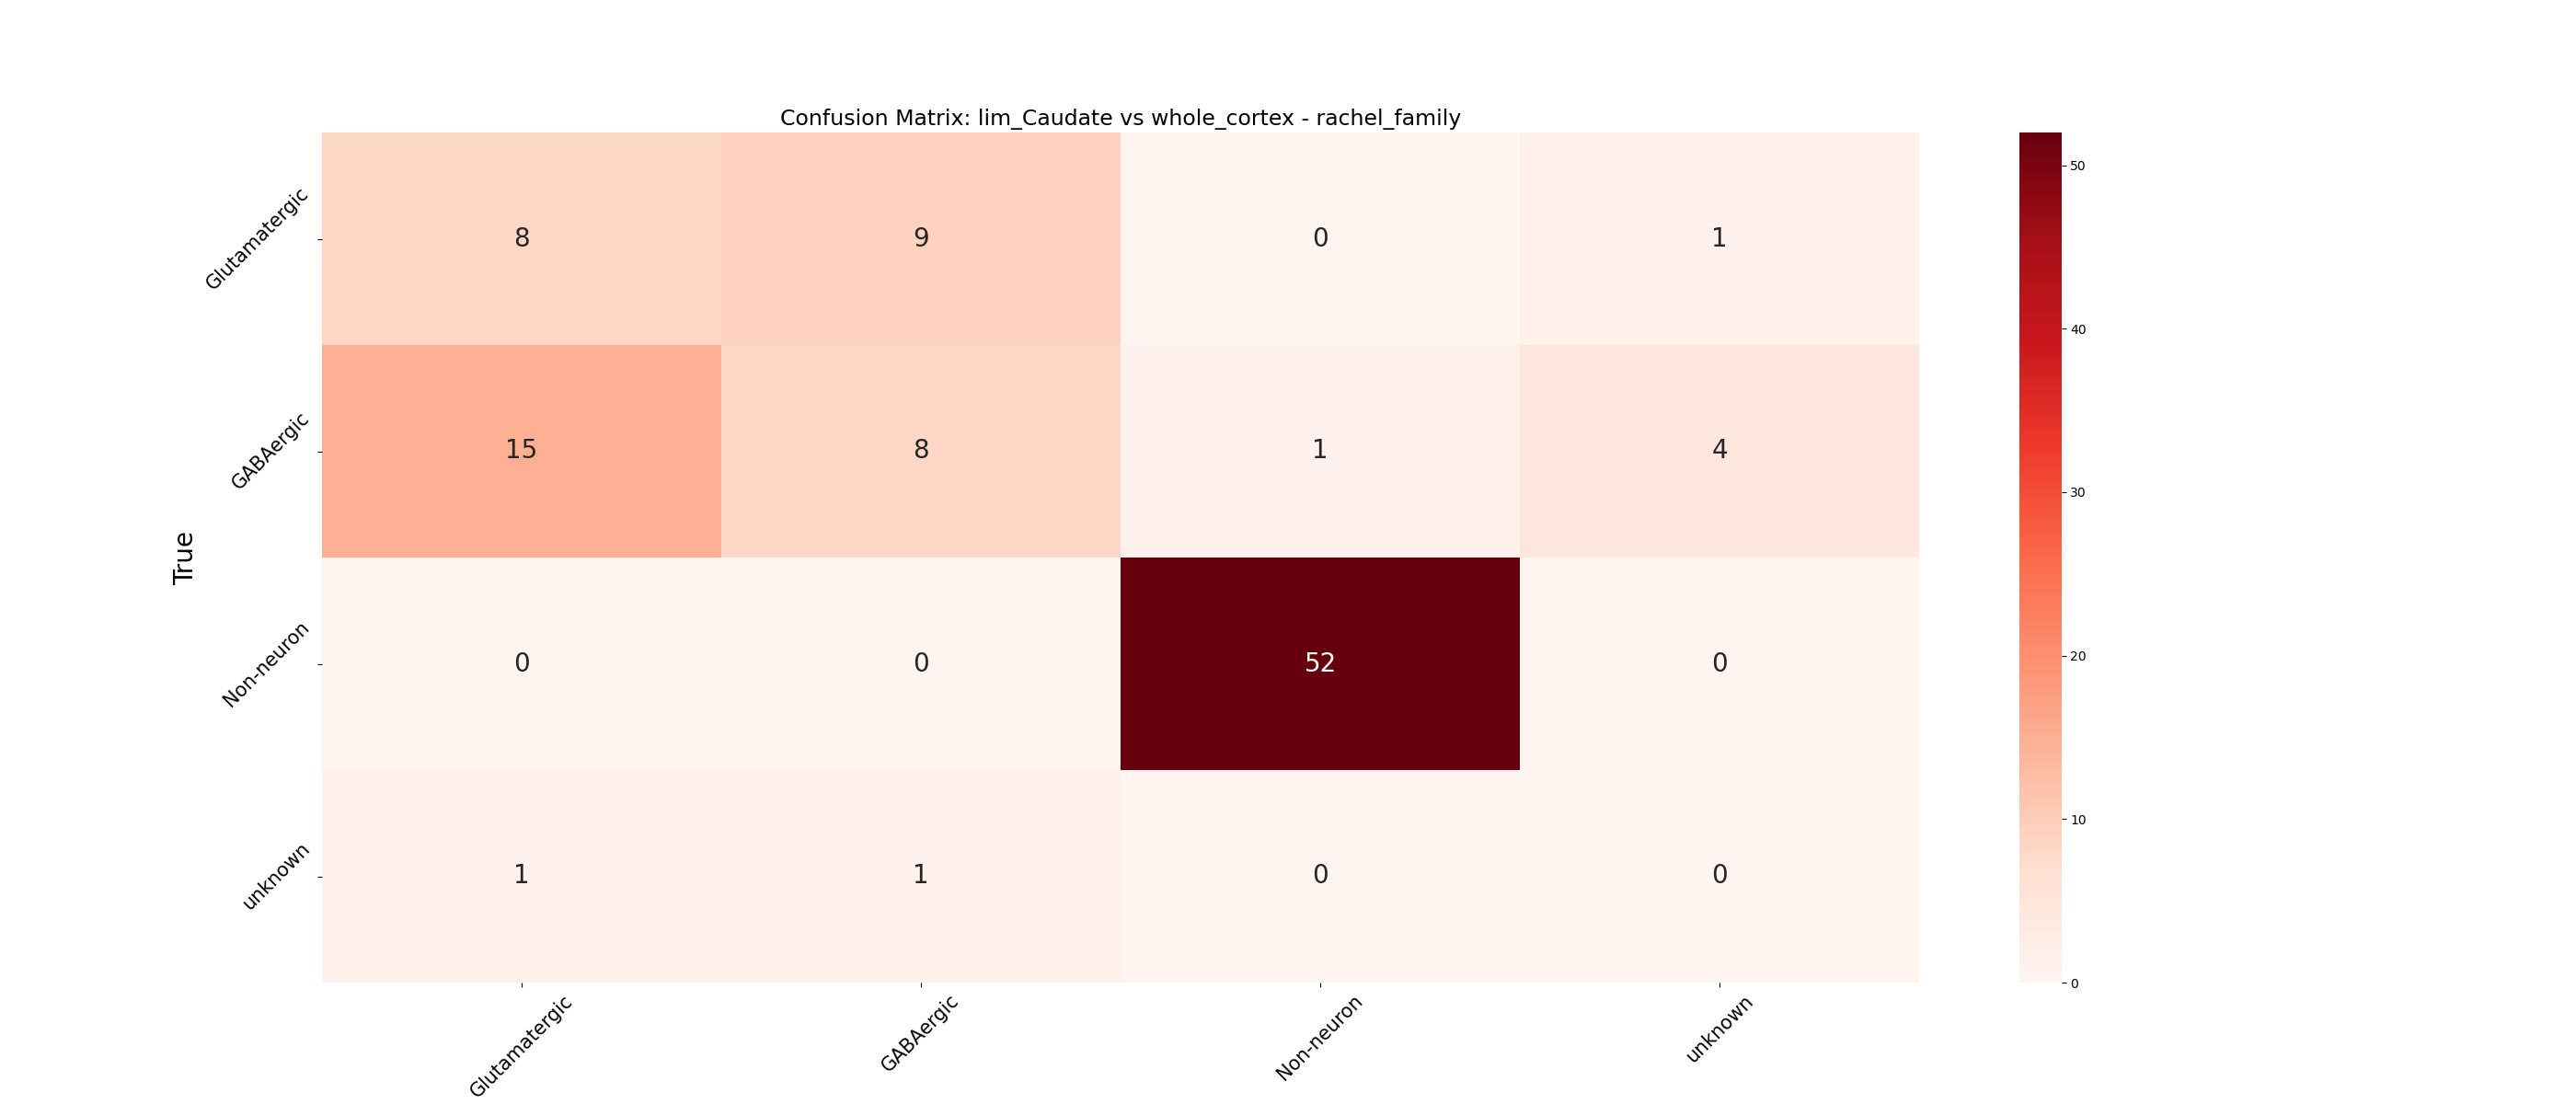 Confusion Matrix: lim_Caudate vs whole_cortex - rachel_family
True
Glutamatergic 8 9 0 1
GABAergic 15 8 1 4
Non-neuron 0 0 52 0
unknown 1 1 0 0
Glutamatergic GABAergic Non-neuron unknown
50
40
30
20
10
0